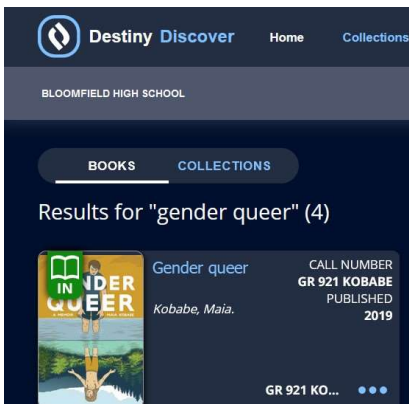 Destiny Discover
Home
Collections
BLOOMFIELD HIGH SCHOOL
BOOKS
COLLECTIONS
Results for "gender queer" (4)
IN
NDER
QUEER
Gender queer
Kobabe, Maia.
CALL NUMBER
GR 921 KOBABE
PUBLISHED
2019
GR 921 KO...